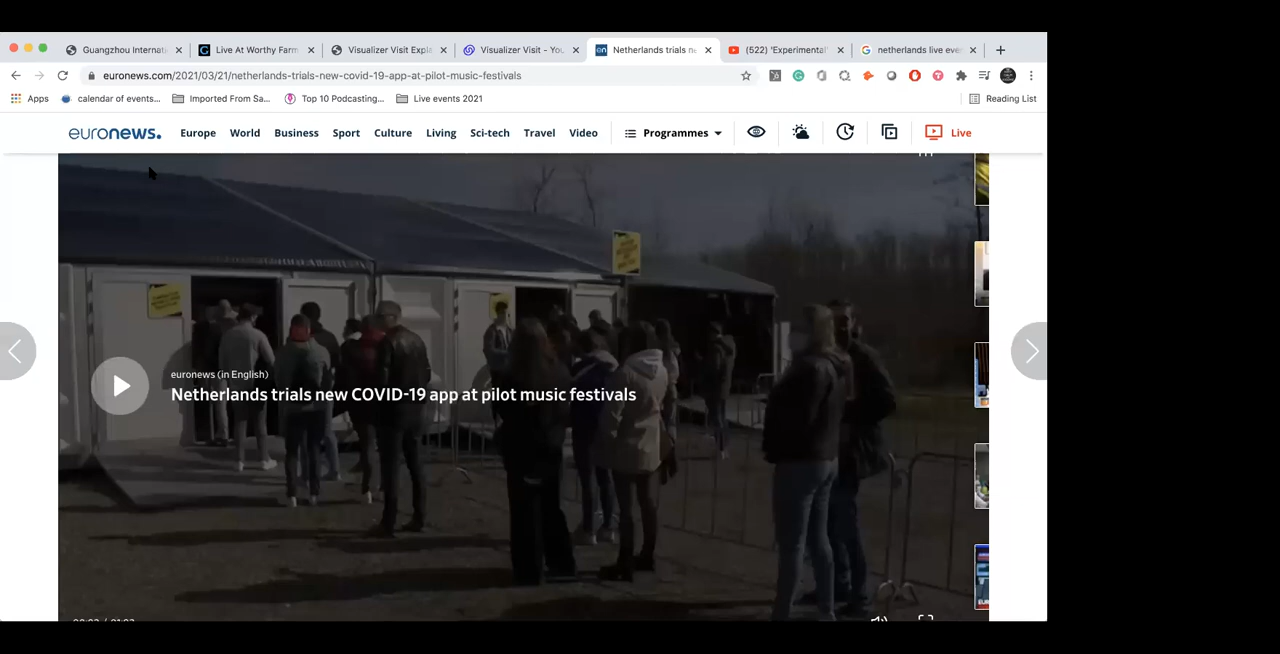 Guangzhou Internat
Live At Worthy Farm
Visualizer Visit Expl
Visualizer Visit - You
Netherlands trials ne
(522) 'Experimental'
netherlands live eve
euronews.com/2021/03/21/netherlands-trials-new-covid-19-app-at-pilot-music-festivals
Apps
calendar of events...
Imported From Sa...
Top 10 Podcasting...
Live events 2021
Reading List
euronews.
Europe
World
Business
Sport
Culture
Living
Sci-tech
Travel
Video
Programmes
Live
euronews (in English)
Netherlands trials new COVID-19 app at pilot music festivals